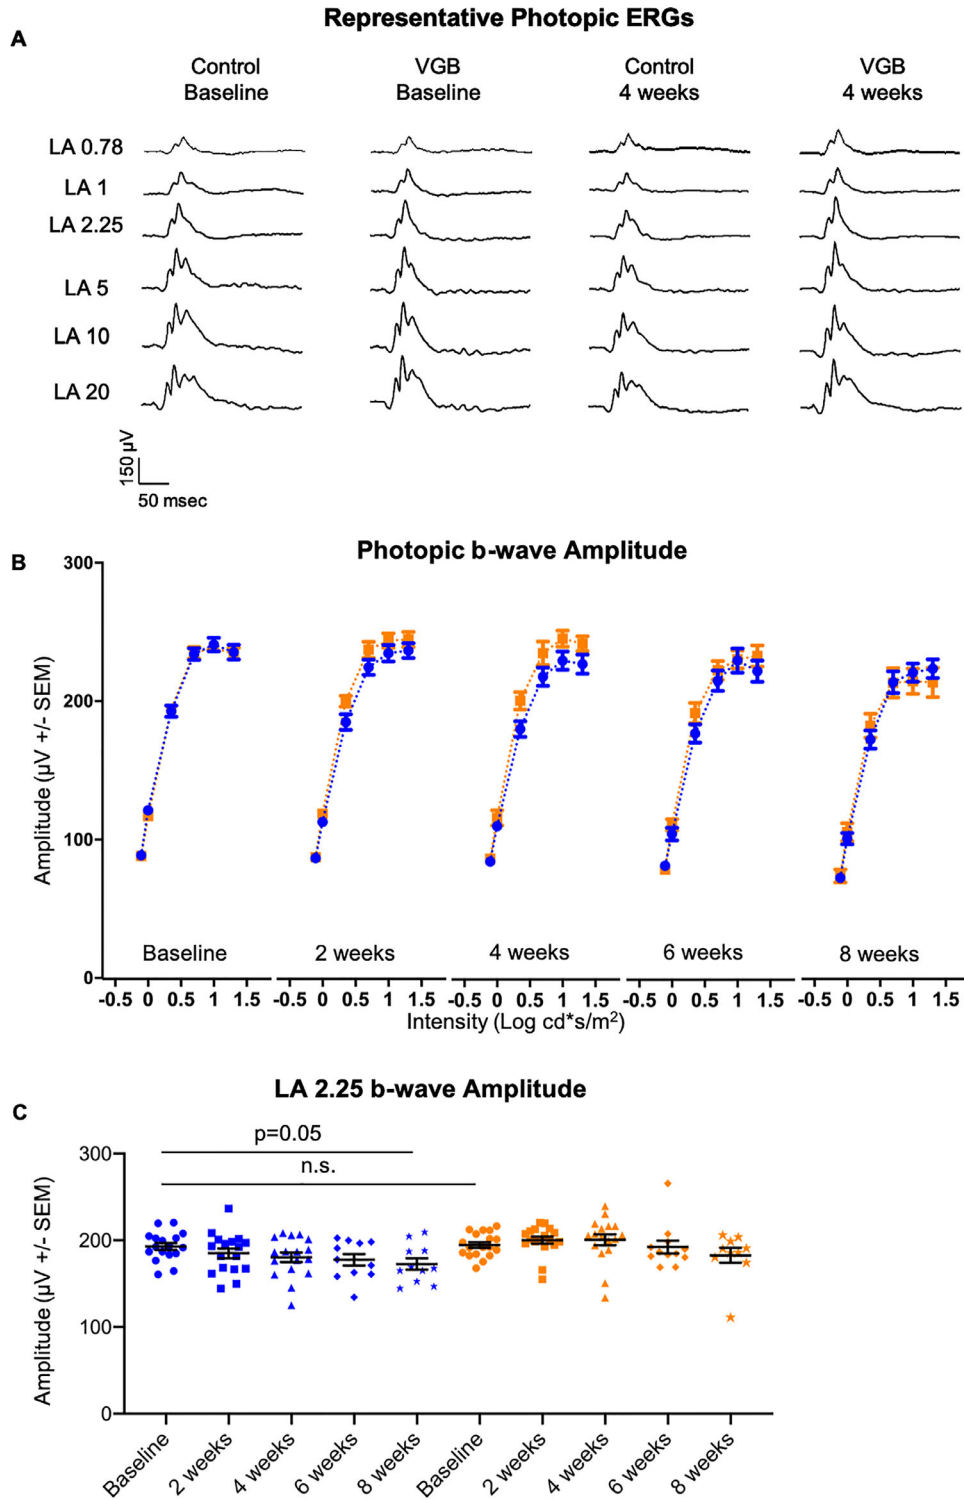 Representative Photopic ERGs
A
Control
Baseline
VGB
Baseline
Control
4 weeks
VGB
4 weeks
LA 0.78
LA 1
LA 2.25
LA 5
LA 10
LA 20
150 µV
50 msec
B
Photopic b-wave Amplitude
Amplitude (µV +/- SEM)
300
200
100
0
Baseline
2 weeks
4 weeks
6 weeks
8 weeks
-0.5 0 0.5 1 1.5
-0.5 0 0.5 1 1.5
-0.5 0 0.5 1 1.5
-0.5 0 0.5 1 1.5
-0.5 0 0.5 1 1.5
Intensity (Log cd*s/m²)
C
LA 2.25 b-wave Amplitude
Amplitude (µV +/- SEM)
p=0.05
n.s.
300
200
100
0
Baseline
2 weeks
4 weeks
6 weeks
8 weeks
Baseline
2 weeks
4 weeks
6 weeks
8 weeks